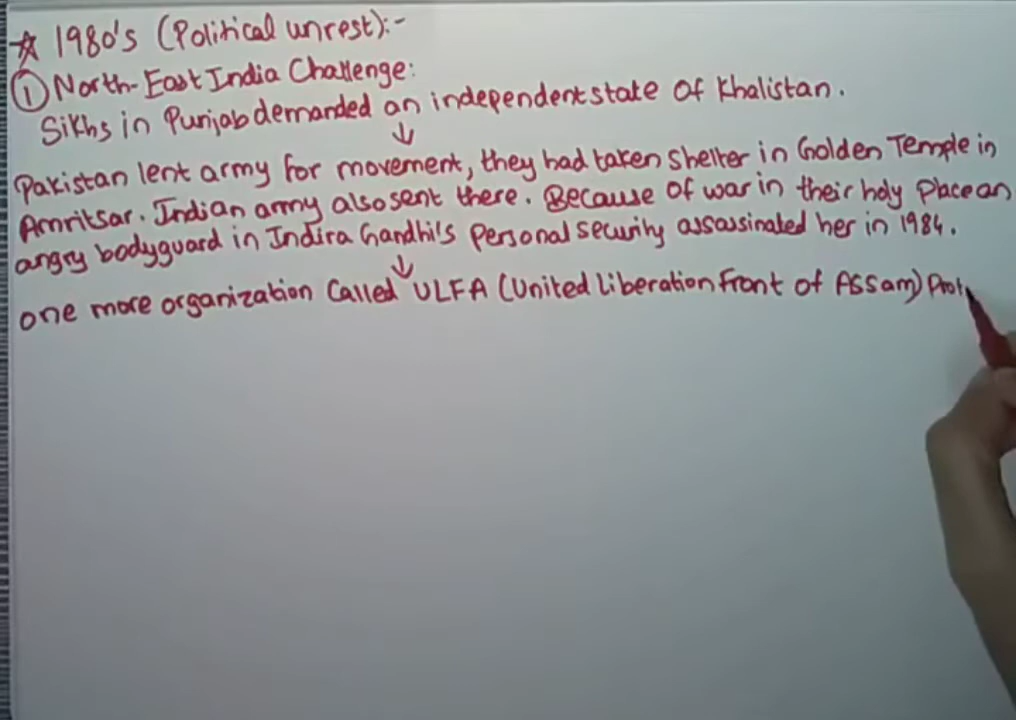 ☆ 1980's (Political unrest):-
① North-East India Challenge:
Sikhs in Punjab demanded an independent state of Khalistan.
↓
Pakistan lent army for movement, they had taken shelter in Golden Temple in
Amritsar. Indian army also sent there. Because of war in their holy place an
angry bodyguard in Indira Gandhi's personal security assassinated her in 1984.
↓
one more organization called ULFA (United liberation Front of Assam)